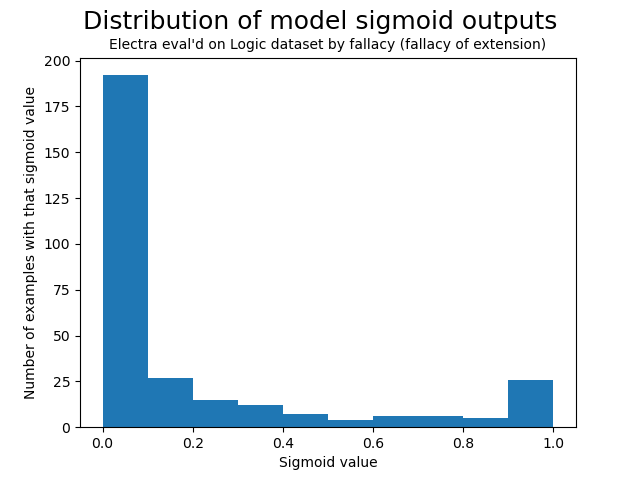 Distribution of model sigmoid outputs
Electra eval'd on Logic dataset by fallacy (fallacy of extension)
Number of examples with that sigmoid value
200
175
150
125
100
75
50
25
0
0.0 0.2 0.4 0.6 0.8 1.0
Sigmoid value